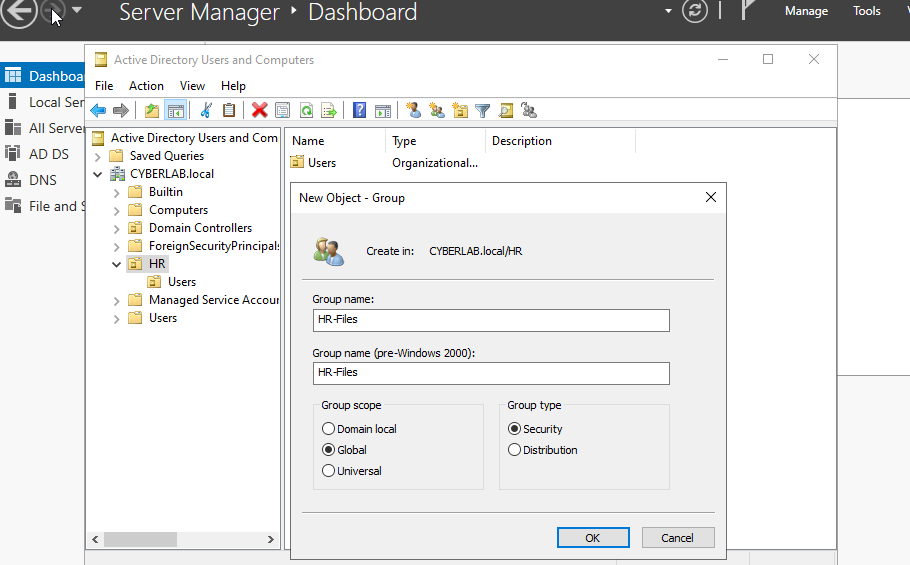 Server Manager ‣ Dashboard
Manage Tools
Active Directory Users and Computers
File Action View Help
Dashboa
Local Ser
All Server
AD DS
DNS
File and S
Active Directory Users and Com
Saved Queries
CYBERLAB.local
Builtin
Computers
Domain Controllers
ForeignSecurityPrincipals
HR
Users
Managed Service Accour
Users
Name Type Description
Users Organizational...
New Object - Group
Create in: CYBERLAB.local/HR
Group name:
HR-Files
Group name (pre-Windows 2000):
HR-Files
Group scope
Domain local
Global
Universal
Group type
Security
Distribution
OK Cancel